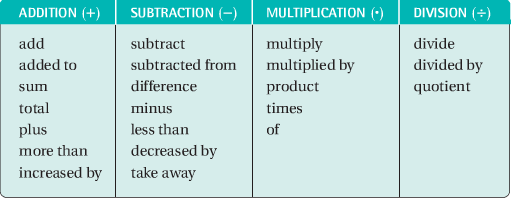 ADDITION (+) SUBTRACTION (−) MULTIPLICATION (•) DIVISION (÷)
add subtract multiply divide
added to subtracted from multiplied by divided by
sum difference product quotient
total minus times
plus less than of
more than decreased by
increased by take away